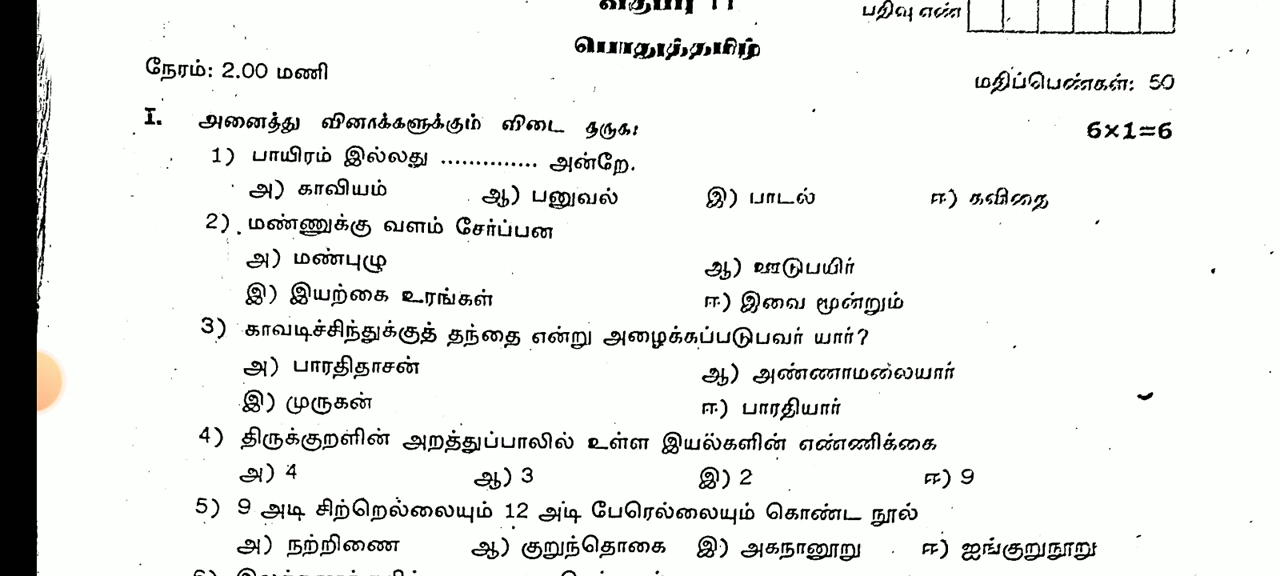 பதிவு எண்
பொதுத்தமிழ்
நேரம்: 2.00 மணி
மதிப்பெண்கள்: 50
I. அனைத்து வினாக்களுக்கும் விடை தருக: 6×1=6
1) பாயிரம் இல்லது .............. அன்றே.
அ) காவியம் ஆ) பனுவல் இ) பாடல் ஈ) கவிதை
2) மண்ணுக்கு வளம் சேர்ப்பன
அ) மண்புழு ஆ) ஊடுபயிர்
இ) இயற்கை உரங்கள் ஈ) இவை மூன்றும்
3) காவடிச்சிந்துக்குத் தந்தை என்று அழைக்கப்படுபவர் யார்?
அ) பாரதிதாசன் ஆ) அண்ணாமலையார்
இ) முருகன் ஈ) பாரதியார்
4) திருக்குறளின் அறத்துப்பாலில் உள்ள இயல்களின் எண்ணிக்கை
அ) 4 ஆ) 3 இ) 2 ஈ) 9
5) 9 அடி சிற்றெல்லையும் 12 அடி பேரெல்லையும் கொண்ட நூல்
அ) நற்றிணை ஆ) குறுந்தொகை இ) அகநானூறு ஈ) ஐங்குறுநூறு